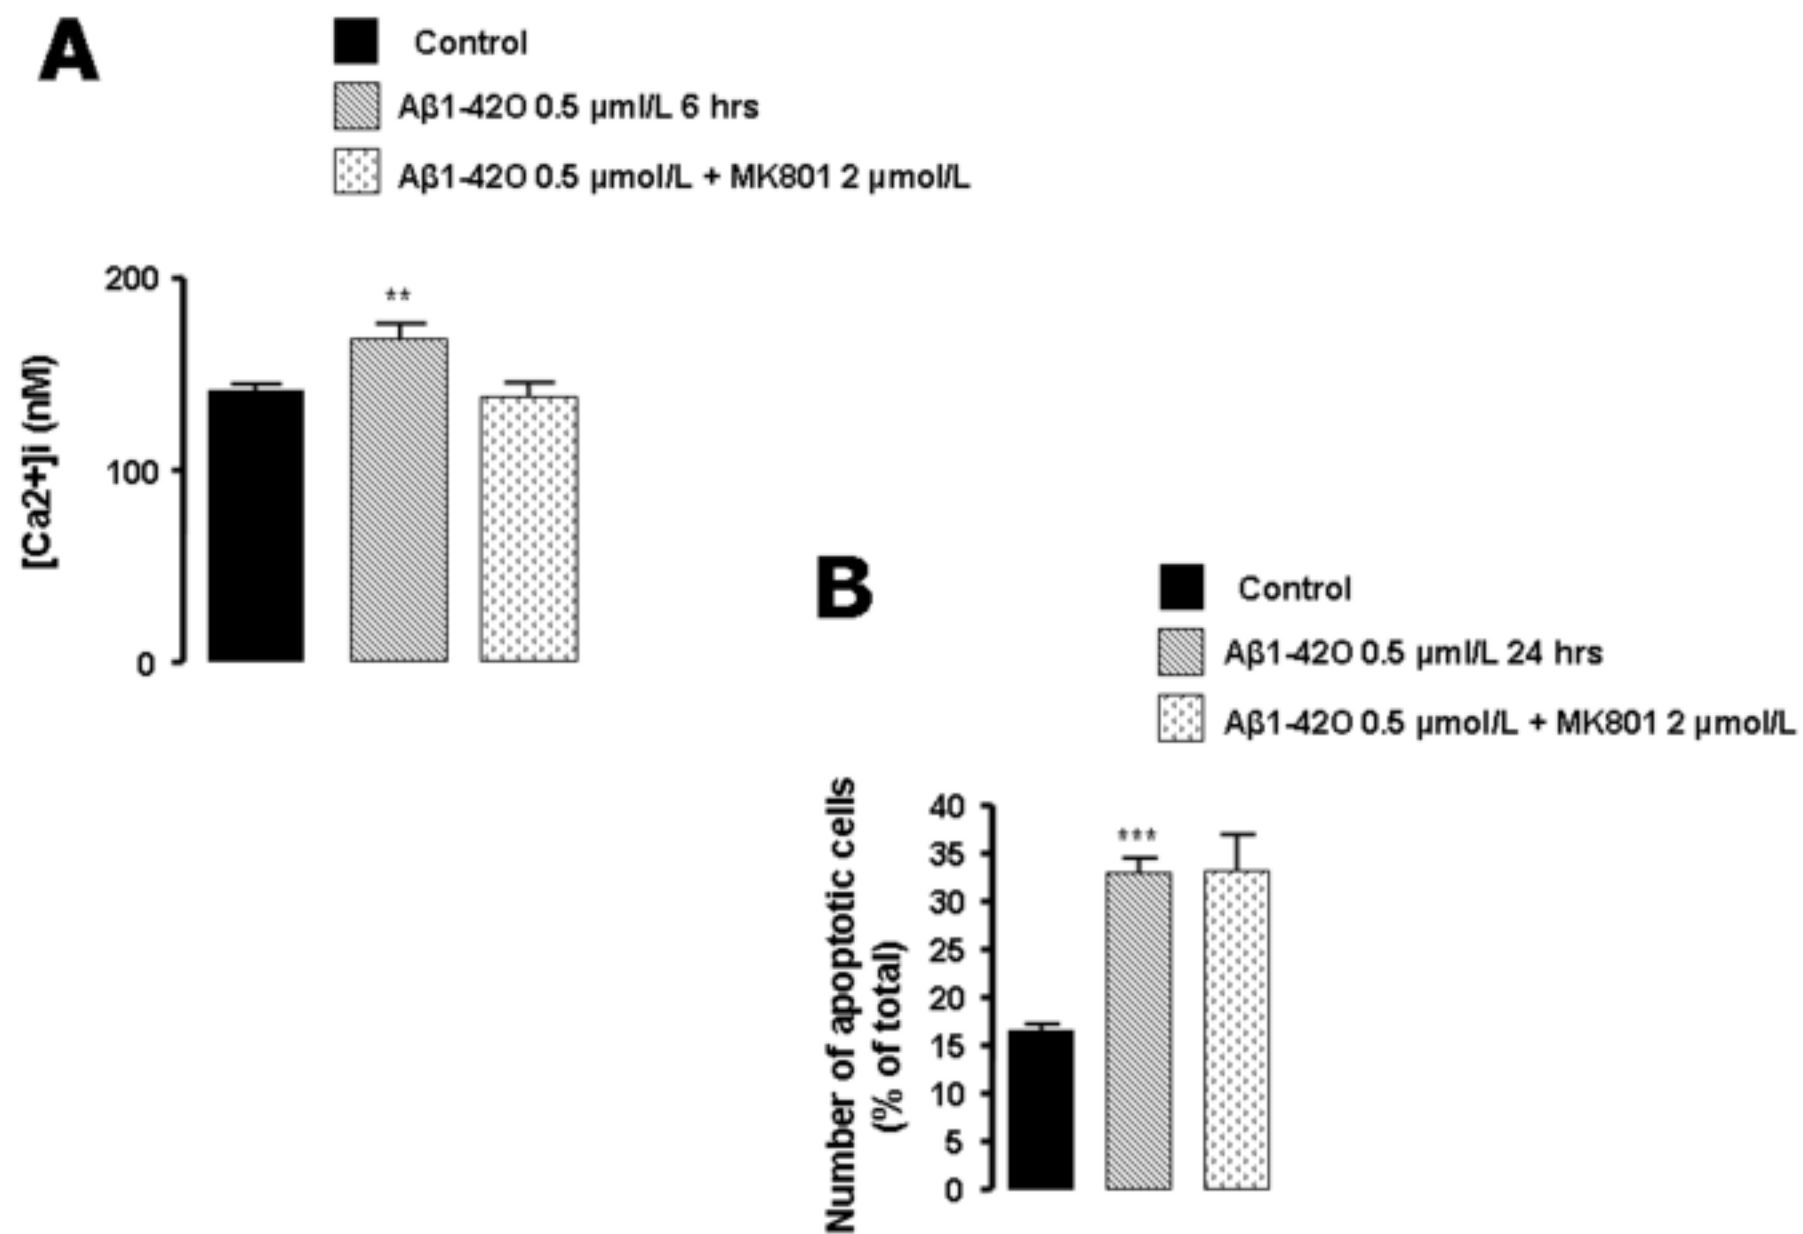 A
Control
Aβ1-42O 0.5 µml/L 6 hrs
Aβ1-42O 0.5 µmol/L + MK801 2 µmol/L
200
**
100
0
[Ca2+]i (nM)
B
Control
Aβ1-42O 0.5 µml/L 24 hrs
Aβ1-42O 0.5 µmol/L + MK801 2 µmol/L
40
***
35
30
25
20
15
10
5
0
Number of apoptotic cells
(% of total)